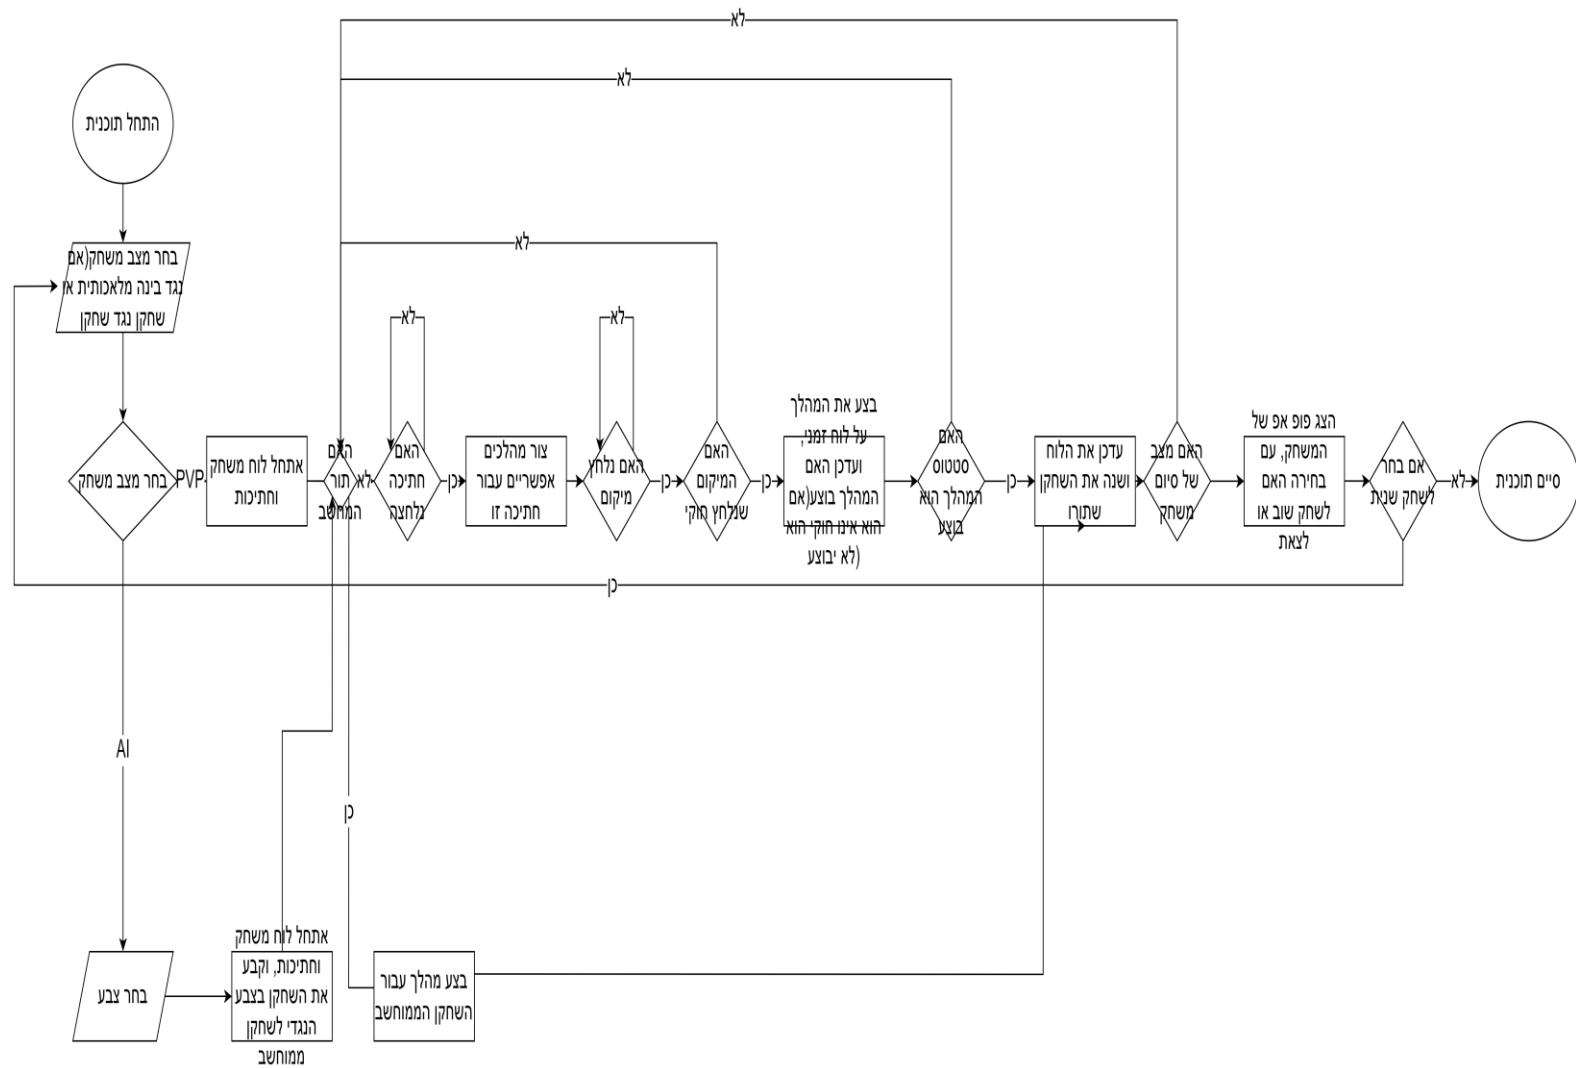 לא
לא
התחל תוכנית
לא
בחר מצב משחק(אם
נגד בינה מלאכותית או
שחקן נגד שחקן
לא
לא
בחר מצב משחק
PVP
אתחל לוח משחק
וחתיכות
האם
תור
המחשב
לא
האם
חתיכה
נלחצה
כן
צור מהלכים
אפשריים עבור
חתיכה זו
האם נלחץ
מיקום
כן
האם
המיקום
שנלחץ חוקי
כן
בצע את המהלך
על לוח זמני,
ועדכן האם
המהלך בוצע(אם
הוא אינו חוקי הוא
לא יבוצע)
האם
סטטוס
המהלך הוא
בוצע
כן
עדכן את הלוח
ושנה את השחקן
שתורו
האם מצב
של סיום
משחק
הצג פופ אפ של
המשחק, עם
בחירה האם
לשחק שוב או
לצאת
אם בחר
לשחק שנית
לא
סיים תוכנית
כן
AI
כן
בחר צבע
אתחל לוח משחק
וחתיכות, וקבע
את השחקן בצבע
הנגדי לשחקן
ממוחשב
בצע מהלך עבור
השחקן הממוחשב